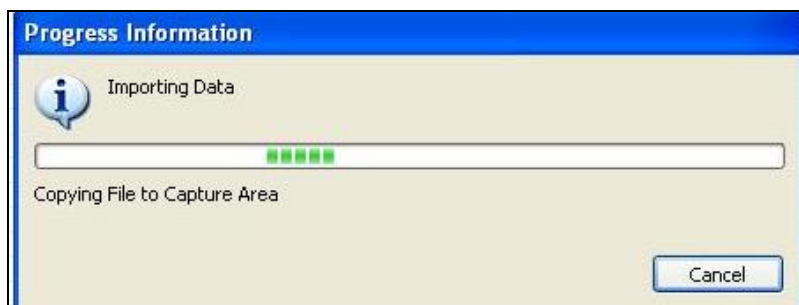 Progress Information
Importing Data
Copying File to Capture Area
Cancel